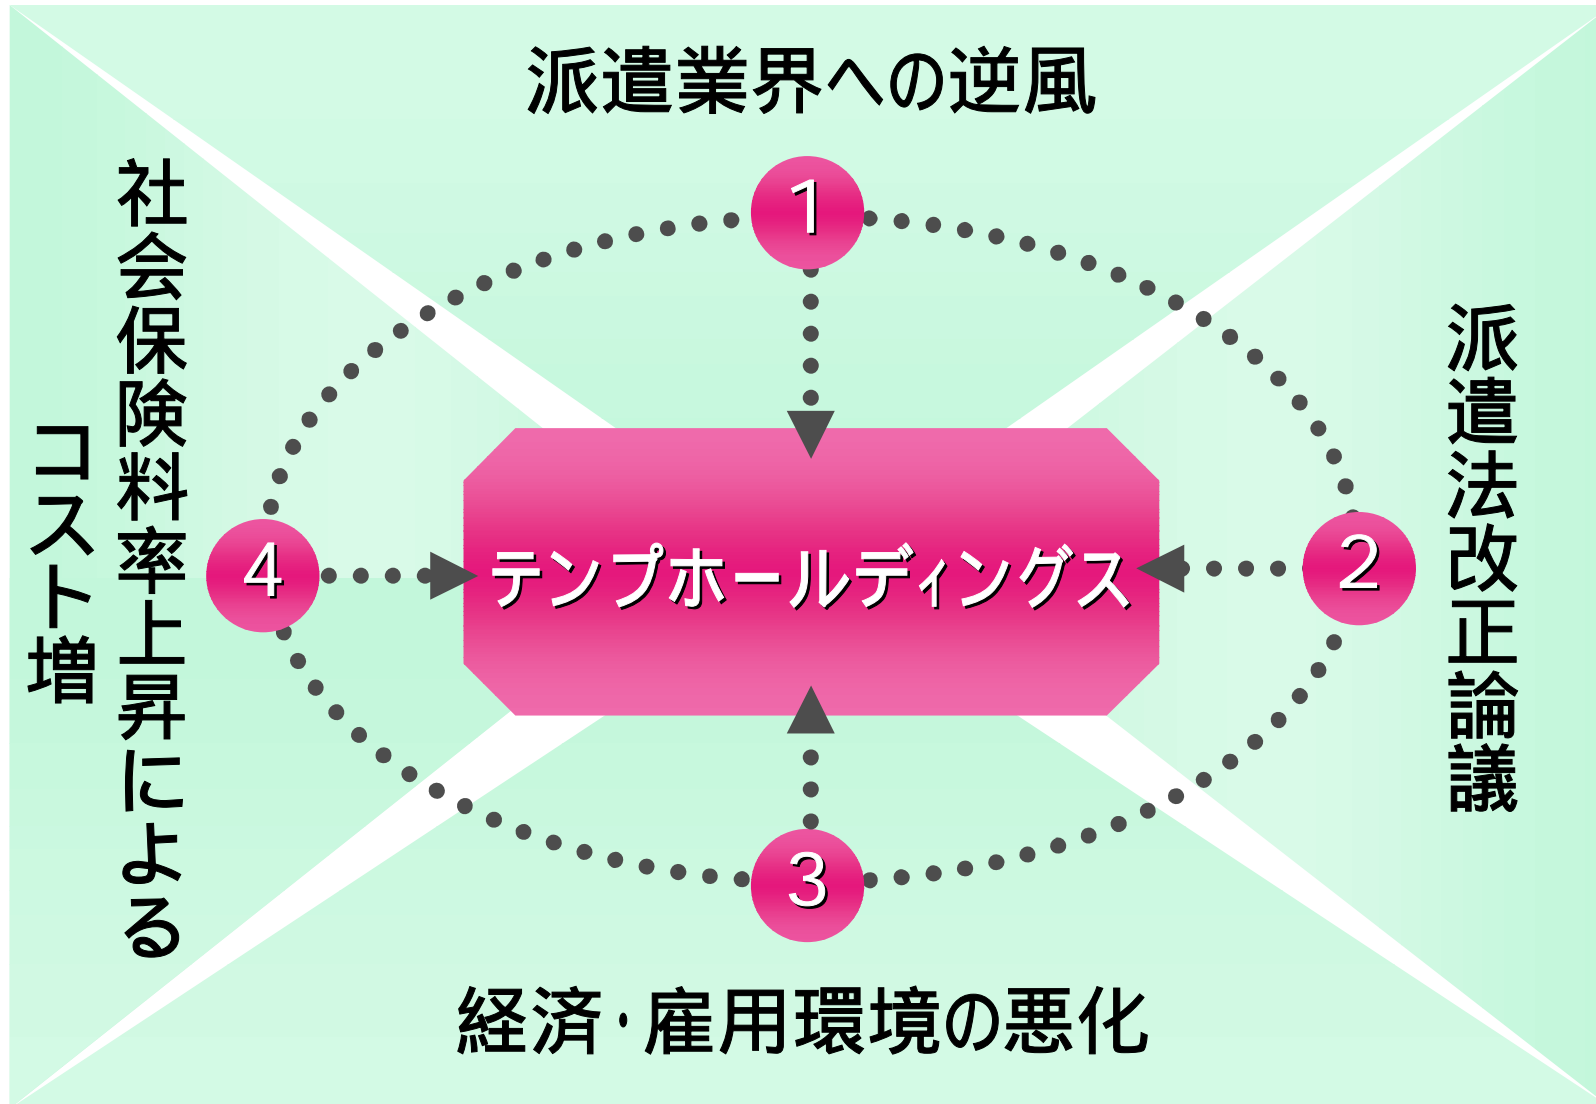 派遣業界への逆風
1
派遣法改正論議
2
テンプホールディングス
4
社会保険料率上昇による
コスト増
3
経済・雇用環境の悪化